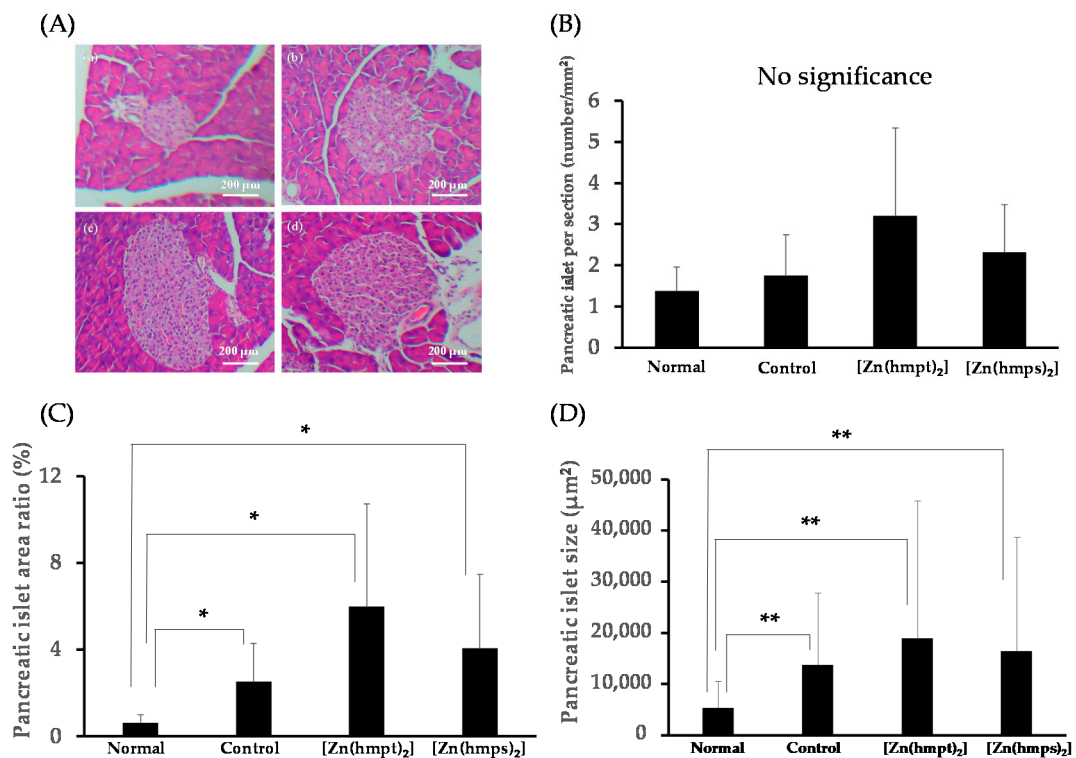 (A)
(a)
(b)
200 μm
200 μm
(c)
(d)
200 μm
200 μm
(B)
No significance
Pancreatic islet per section (number/mm²)
6
5
4
3
2
1
0
Normal
Control
[Zn(hmpt)₂]
[Zn(hmps)₂]
(C)
Pancreatic islet area ratio (%)
12
8
4
0
*
*
*
Normal
Control
[Zn(hmpt)₂]
[Zn(hmps)₂]
(D)
Pancreatic islet size (μm²)
50,000
40,000
30,000
20,000
10,000
0
**
**
**
Normal
Control
[Zn(hmpt)₂]
[Zn(hmps)₂]